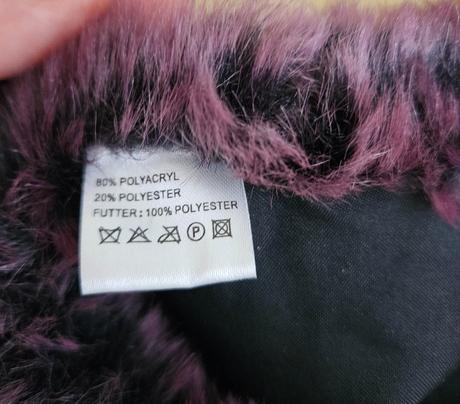 80% POLYACRYL
20% POLYESTER
FUTTER: 100% POLYESTER
P